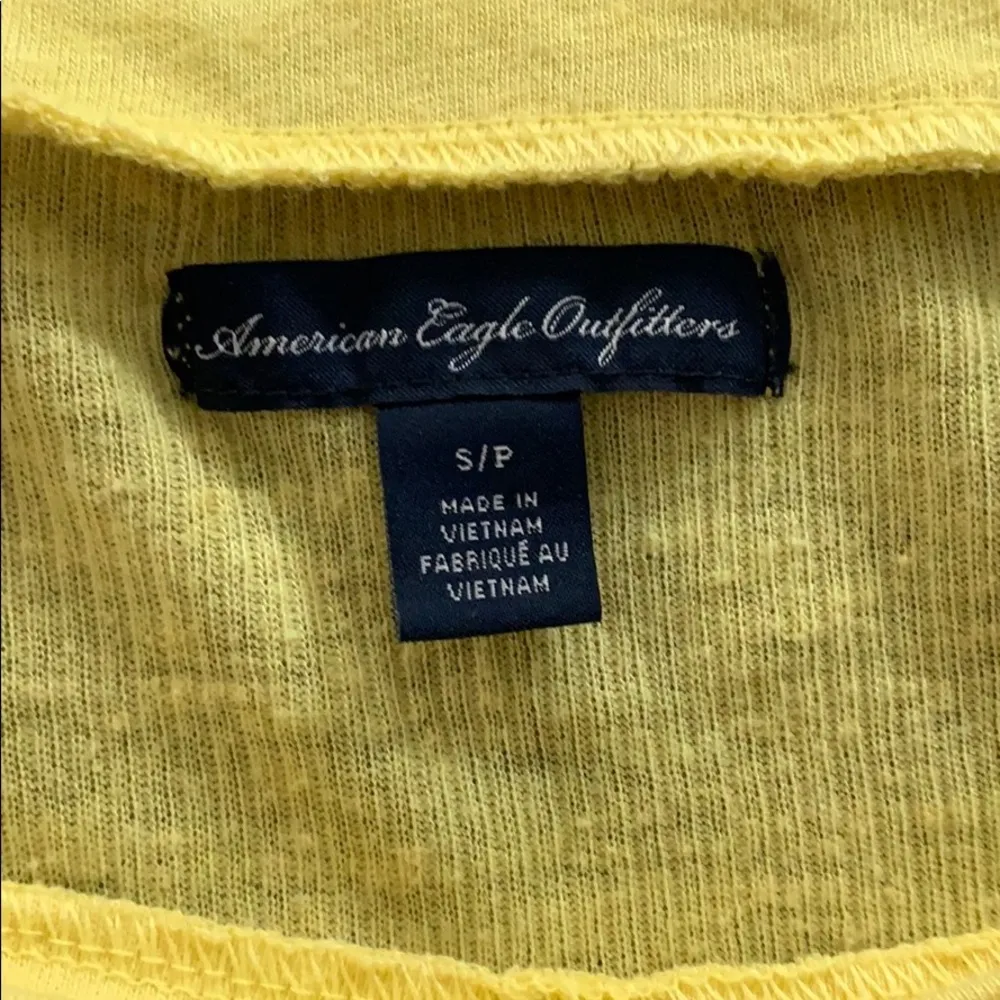 American Eagle Outfitters
S/P
MADE IN
VIETNAM
FABRIQUÉ AU
VIETNAM